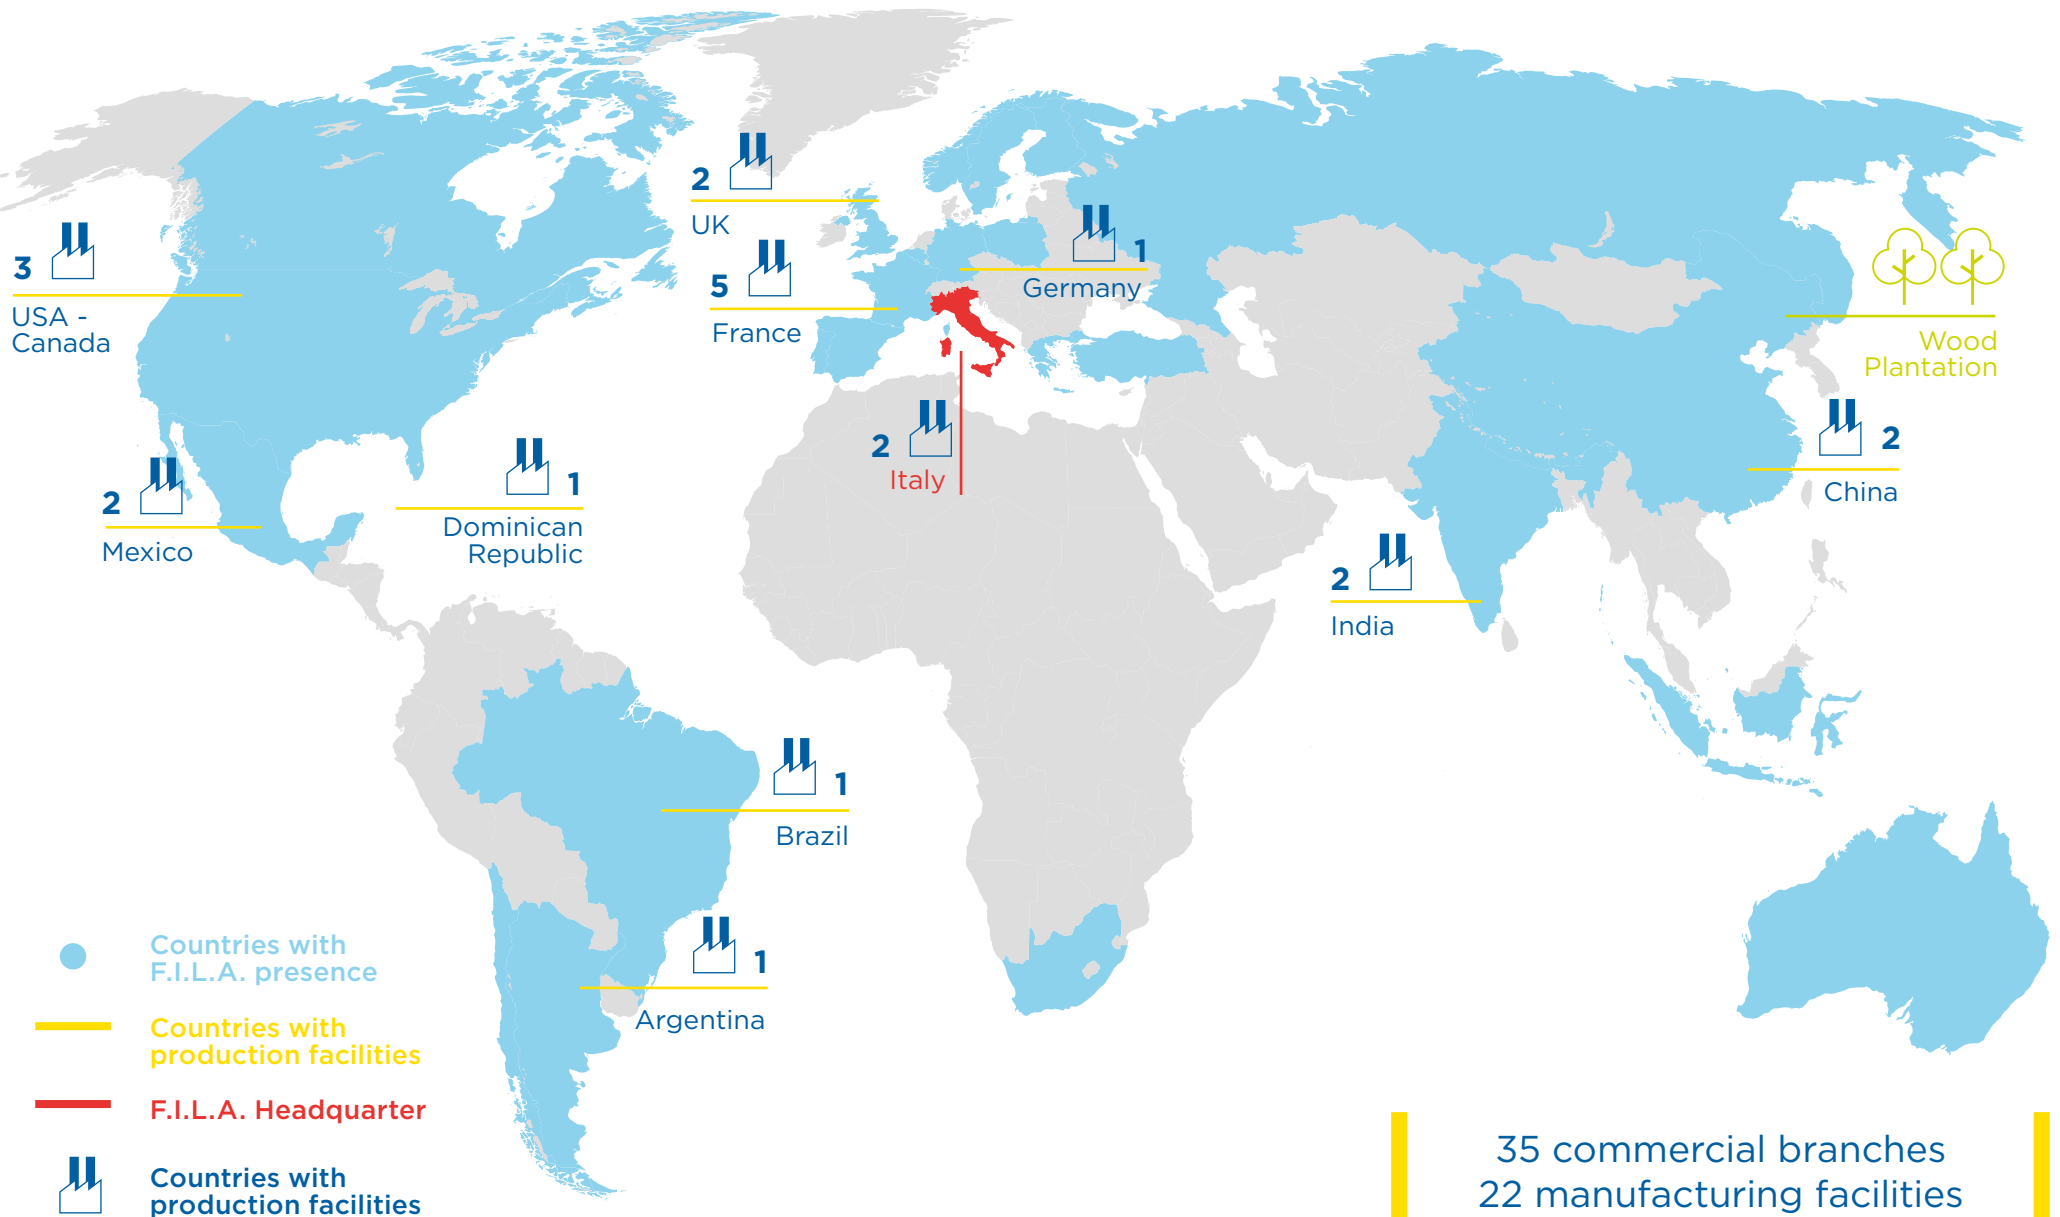 2
UK
1
Germany
3
USA -
Canada
5
France
Wood
Plantation
2
Italy
2
China
2
Mexico
1
Dominican
Republic
2
India
1
Brazil
1
Argentina
Countries with
F.I.L.A. presence
Countries with
production facilities
F.I.L.A. Headquarter
Countries with
production facilities
35 commercial branches
22 manufacturing facilities